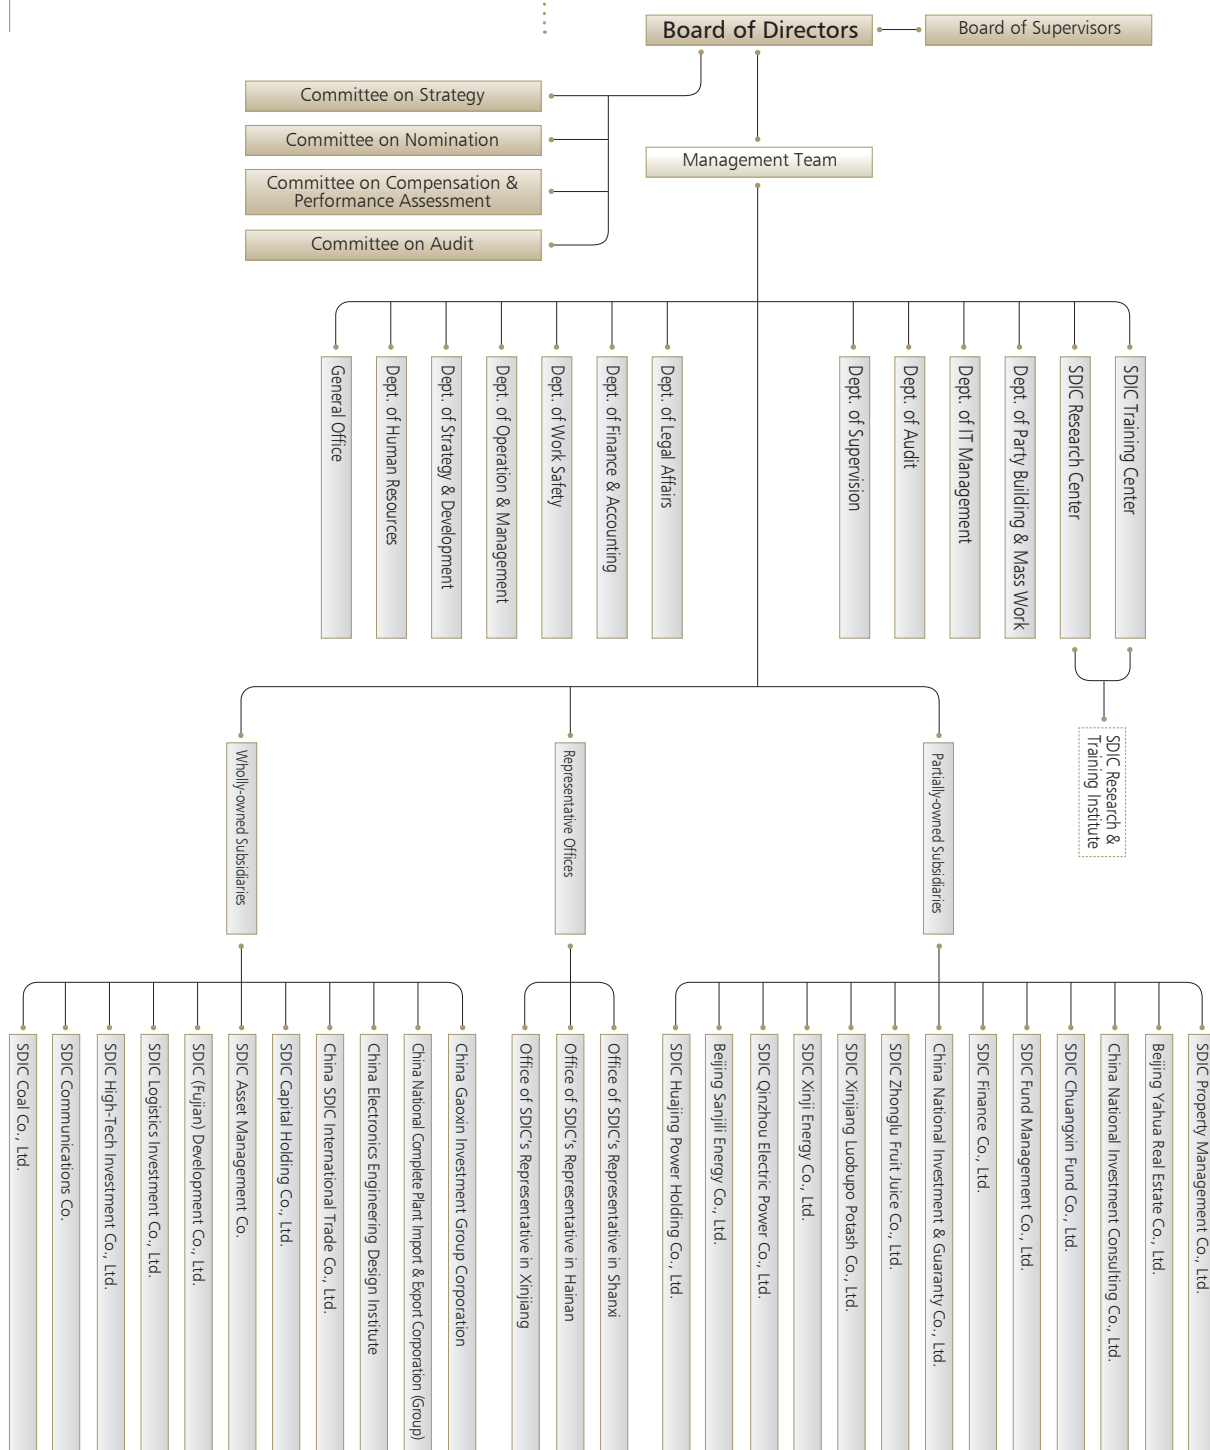 Board of Directors
Board of Supervisors
Committee on Strategy
Committee on Nomination
Committee on Compensation &
Performance Assessment
Committee on Audit
Management Team
General Office
Dept. of Human Resources
Dept. of Strategy & Development
Dept. of Operation & Management
Dept. of Work Safety
Dept. of Finance & Accounting
Dept. of Legal Affairs
Dept. of Supervision
Dept. of Audit
Dept. of IT Management
Dept. of Party Building & Mass Work
SDIC Research Center
SDIC Training Center
SDIC Research &
Training Institute
Wholly-owned Subsidiaries
Representative Offices
Partially-owned Subsidiaries
SDIC Coal Co., Ltd.
SDIC Communications Co.
SDIC High-Tech Investment Co., Ltd.
SDIC Logistics Investment Co., Ltd.
SDIC (Fujian) Development Co., Ltd.
SDIC Asset Management Co.
SDIC Capital Holding Co., Ltd.
China SDIC International Trade Co., Ltd.
China Electronics Engineering Design Institute
China National Complete Plant Import & Export Corporation (Group)
China Gaoxin Investment Group Corporation
Office of SDIC's Representative in Xinjiang
Office of SDIC's Representative in Hainan
Office of SDIC's Representative in Shanxi
SDIC Huajing Power Holding Co., Ltd.
Beijing Sanjili Energy Co., Ltd.
SDIC Qinzhou Electric Power Co., Ltd.
SDIC Xinji Energy Co., Ltd.
SDIC Xinjiang Luobupo Potash Co., Ltd.
SDIC Zhonglu Fruit Juice Co., Ltd.
China National Investment & Guaranty Co., Ltd.
SDIC Finance Co., Ltd.
SDIC Fund Management Co., Ltd.
SDIC Chuangxin Fund Co., Ltd.
China National Investment Consulting Co., Ltd.
Beijing Yahua Real Estate Co., Ltd.
SDIC Property Management Co., Ltd.